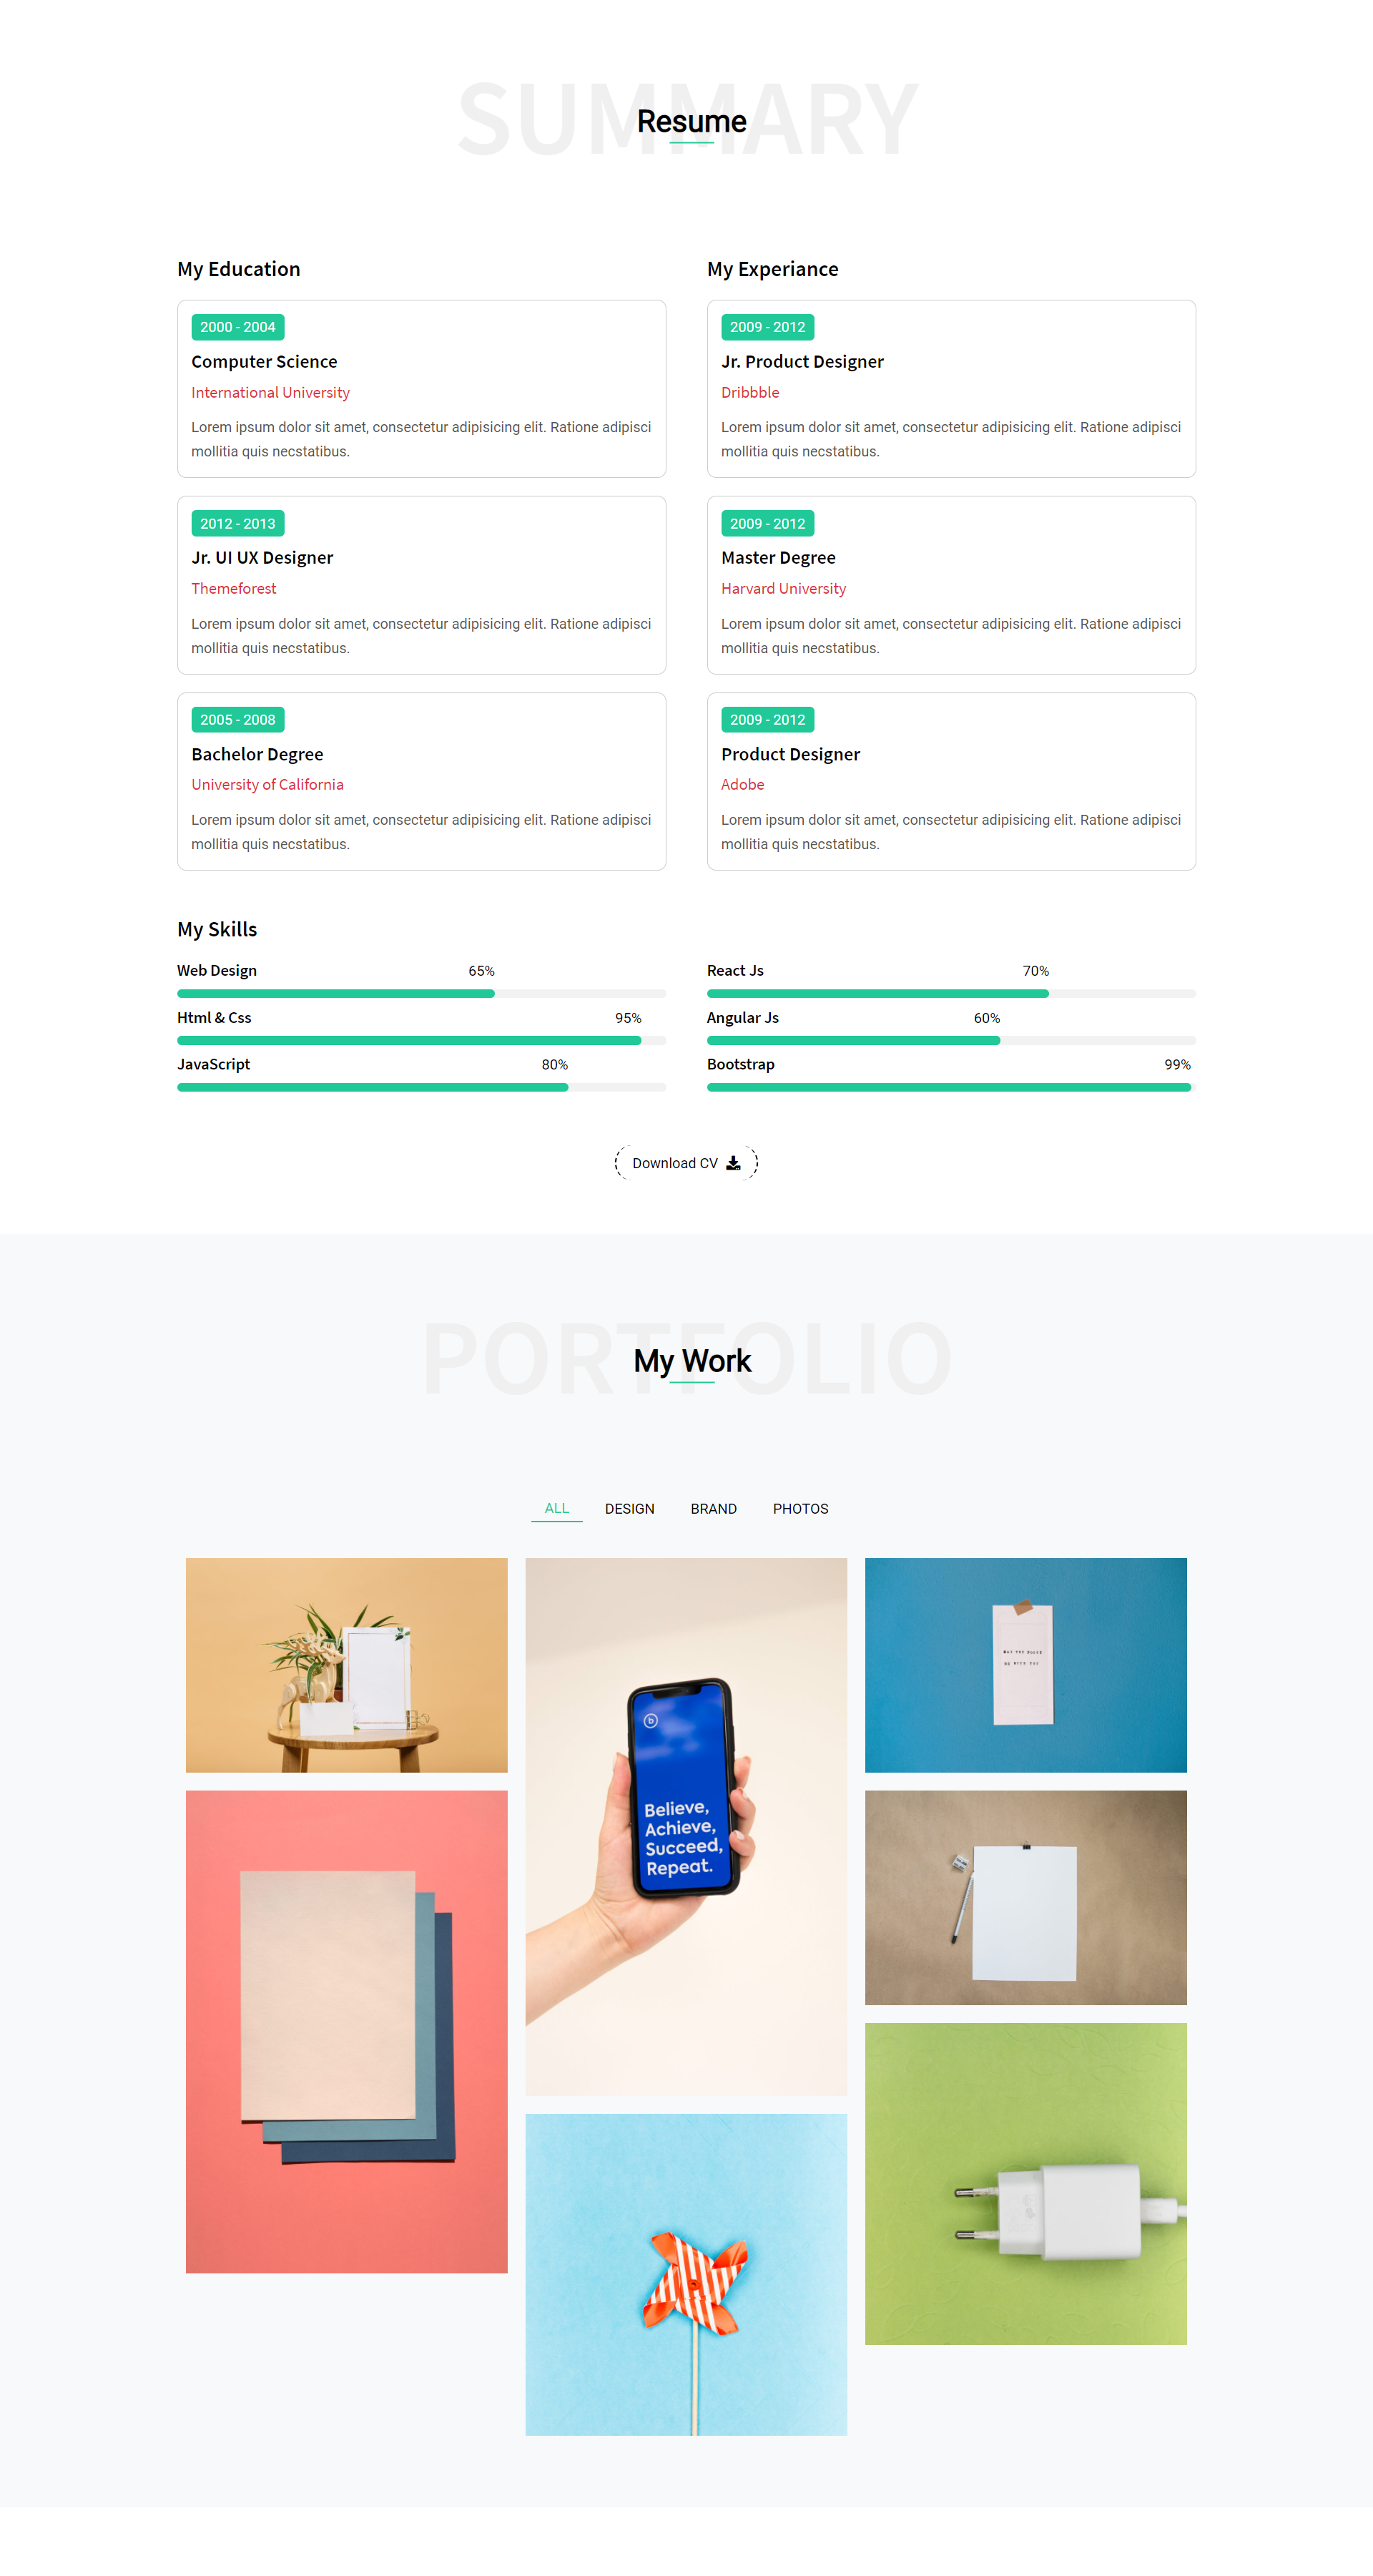 SUMMARY
Resume
My Education
2000 - 2004
Computer Science
International University
Lorem ipsum dolor sit amet, consectetur adipisicing elit. Ratione adipisci
mollitia quis necstatibus.
2012 - 2013
Jr. UI UX Designer
Themeforest
Lorem ipsum dolor sit amet, consectetur adipisicing elit. Ratione adipisci
mollitia quis necstatibus.
2005 - 2008
Bachelor Degree
University of California
Lorem ipsum dolor sit amet, consectetur adipisicing elit. Ratione adipisci
mollitia quis necstatibus.
My Experiance
2009 - 2012
Jr. Product Designer
Dribbble
Lorem ipsum dolor sit amet, consectetur adipisicing elit. Ratione adipisci
mollitia quis necstatibus.
2009 - 2012
Master Degree
Harvard University
Lorem ipsum dolor sit amet, consectetur adipisicing elit. Ratione adipisci
mollitia quis necstatibus.
2009 - 2012
Product Designer
Adobe
Lorem ipsum dolor sit amet, consectetur adipisicing elit. Ratione adipisci
mollitia quis necstatibus.
My Skills
Web Design 65%
Html & Css 95%
JavaScript 80%
React Js 70%
Angular Js 60%
Bootstrap 99%
Download CV
PORTFOLIO
My Work
ALL DESIGN BRAND PHOTOS
b
Believe,
Achieve,
Succeed,
Repeat.
MAY THE FORCE
BE WITH YOU